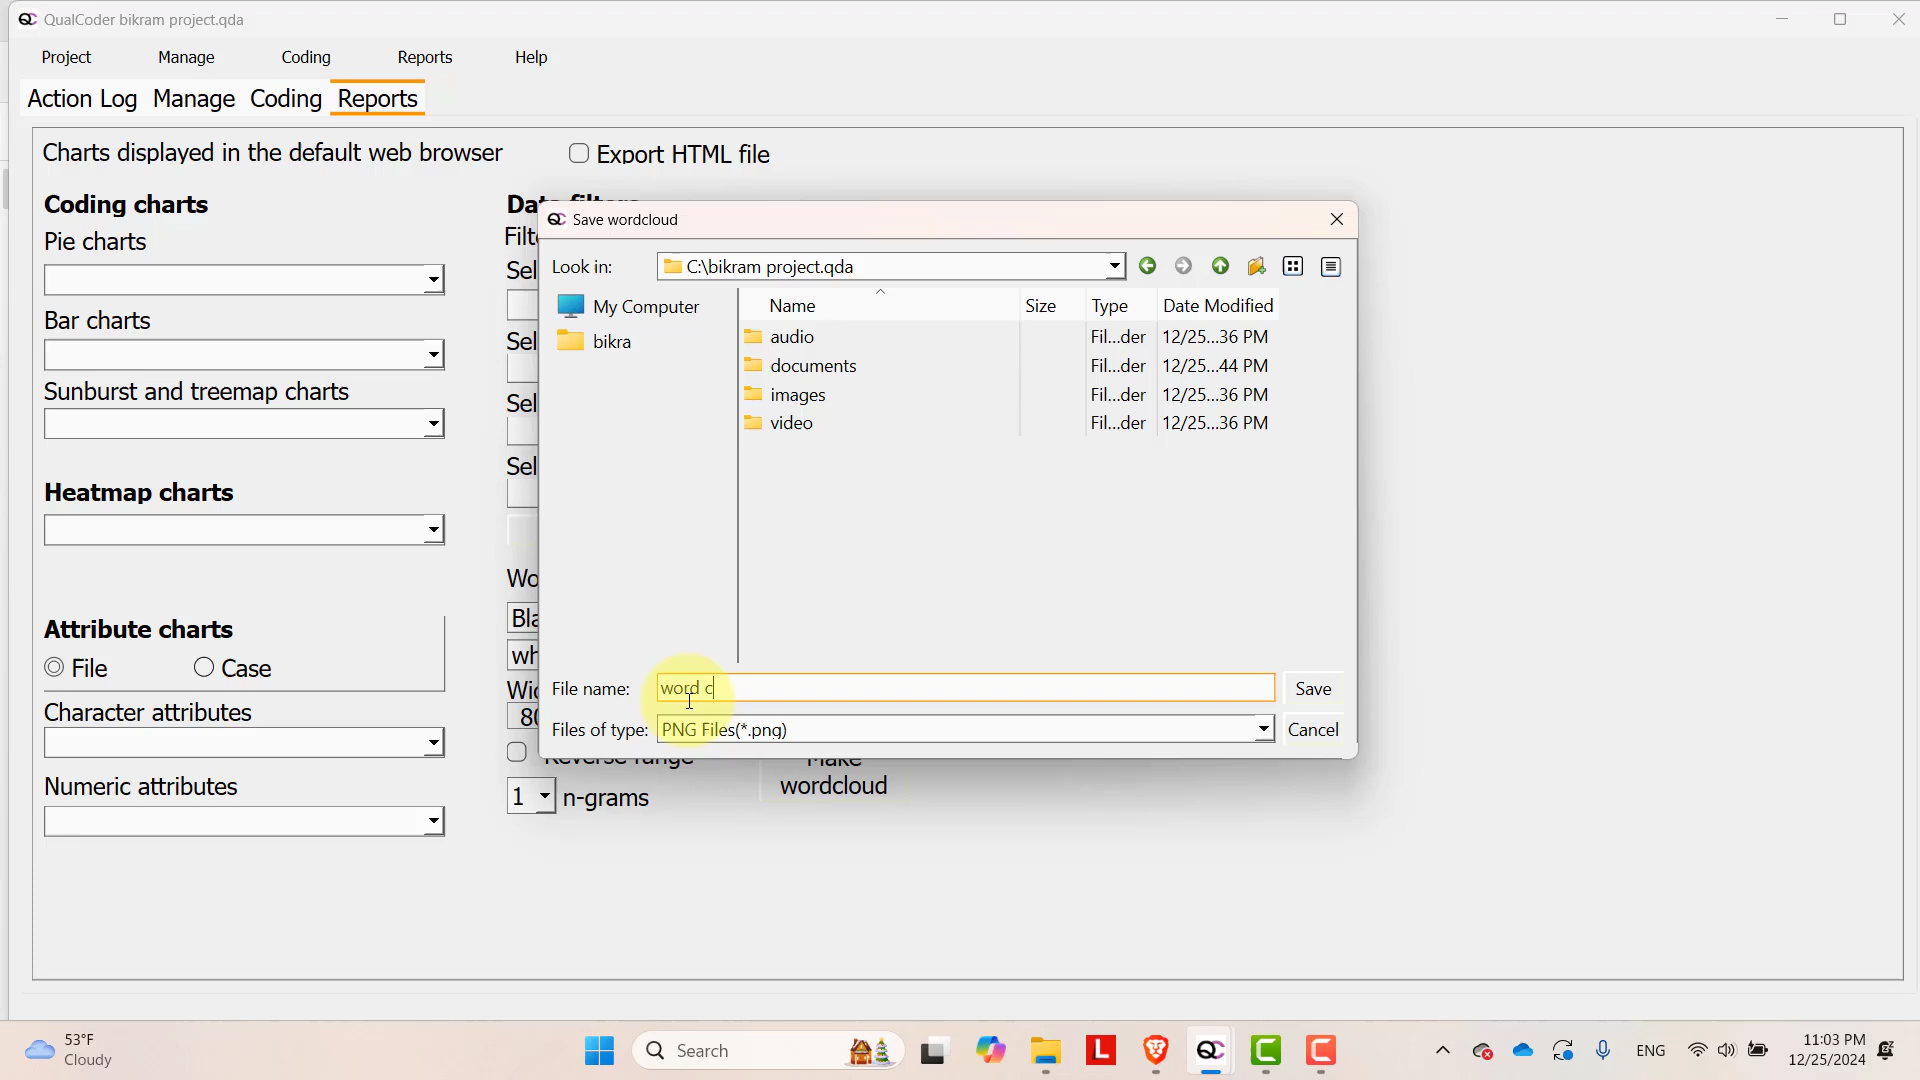 QualCoder bikram project.qda
Project Manage Coding Reports Help
Action Log Manage Coding Reports
Charts displayed in the default web browser
Export HTML file
Coding charts
Pie charts
Bar charts
Sunburst and treemap charts
Heatmap charts
Attribute charts
File Case
Character attributes
Numeric attributes
Save wordcloud
Look in: C:\bikram project.qda
My Computer
bikra
Name Size Type Date Modified
audio Fil...der 12/25...36 PM
documents Fil...der 12/25...44 PM
images Fil...der 12/25...36 PM
video Fil...der 12/25...36 PM
File name: word c Save
Files of type: PNG Files(*.png) Cancel
Reverse range
Make
wordcloud
1 n-grams
53°F
Cloudy
Search
L
ENG
11:03 PM
12/25/2024